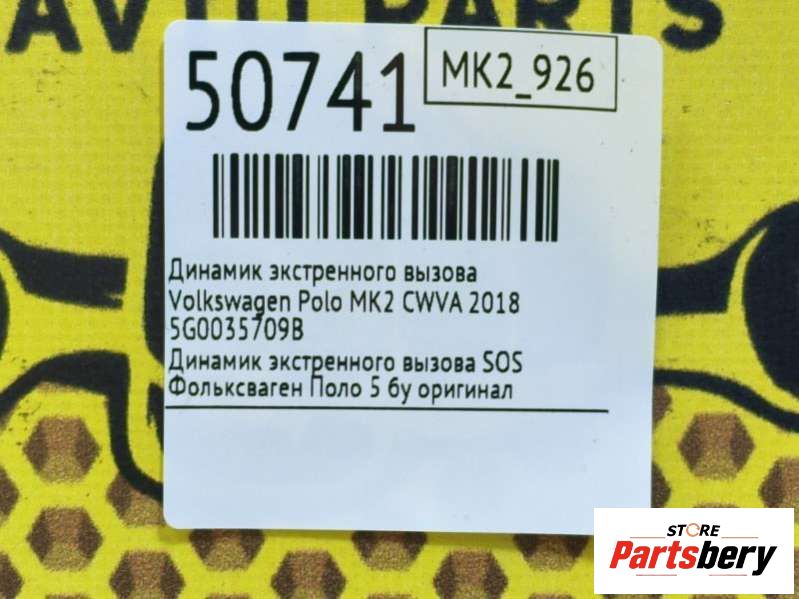 AVTO PARTS
50741
MK2_926
Динамик экстренного вызова
Volkswagen Polo MK2 CWVA 2018
5G0035709B
Динамик экстренного вызова SOS
Фольксваген Поло 5 бу оригинал
STORE
Partsbery